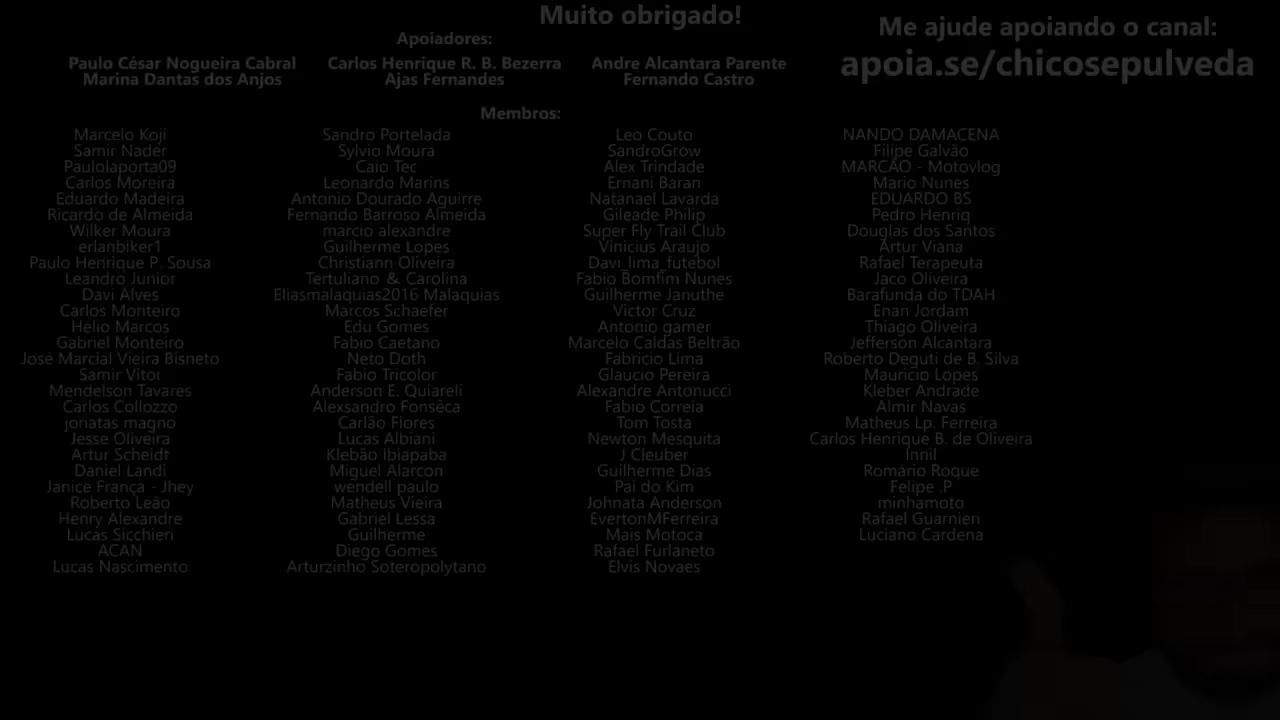 Muito obrigado!
Me ajude apoiando o canal:
apoia.se/chicosepulveda
Apoiadores:
Paulo César Nogueira Cabral
Marina Dantas dos Anjos
Carlos Henrique R. B. Bezerra
Ajas Fernandes
Andre Alcantara Parente
Fernando Castro
Membros:
Marcelo Koji
Samir Nader
Paulolaporta09
Carlos Moreira
Eduardo Madeira
Ricardo de Almeida
Wilker Moura
erlanbiker1
Paulo Henrique P. Sousa
Leandro Junior
Davi Alves
Carlos Monteiro
Hélio Marcos
Gabriel Monteiro
José Marcial Vieira Bisneto
Samir Vitor
Mendelson Tavares
Carlos Collozzo
jonatas magno
Jesse Oliveira
Artur Scheidt
Daniel Landi
Janice França - Jhey
Roberto Leão
Henry Alexandre
Lucas Sicchieri
ACAN
Lucas Nascimento
Sandro Portelada
Sylvio Moura
Caio Tec
Leonardo Marins
Antonio Dourado Aguirre
Fernando Barroso Almeida
marcio alexandre
Guilherme Lopes
Christiann Oliveira
Tertuliano & Carolina
Eliasmalaquias2016 Malaquias
Marcos Schaefer
Edu Gomes
Fabio Caetano
Neto Doth
Fabio Tricolor
Anderson E. Quiareli
Alexsandro Fonsêca
Carlão Flores
Lucas Albiani
Klebão Ibiapaba
Miguel Alarcon
wendell paulo
Matheus Vieira
Gabriel Lessa
Guilherme
Diego Gomes
Arturzinho Soteropolytano
Leo Couto
SandroGrow
Alex Trindade
Ernani Baran
Natanael Lavarda
Gileade Philip
Super Fly Trail Club
Vinicius Araujo
Davi_lima_futebol
Fabio Bomfim Nunes
Guilherme Januthe
Victor Cruz
Antonio gamer
Marcelo Caldas Beltrão
Fabricio Lima
Glaucio Pereira
Alexandre Antonucci
Fabio Correia
Tom Tosta
Newton Mesquita
J Cleuber
Guilherme Dias
Pai do Kim
Johnata Anderson
EvertonMFerreira
Mais Motoca
Rafael Furlaneto
Elvis Novaes
NANDO DAMACENA
Filipe Galvão
MARCÃO - Motovlog
Mario Nunes
EDUARDO BS
Pedro Henriq
Douglas dos Santos
Artur Viana
Rafael Terapeuta
Jaco Oliveira
Barafunda do TDAH
Enan Jordam
Thiago Oliveira
Jefferson Alcantara
Roberto Deguti de B. Silva
Mauricio Lopes
Kleber Andrade
Almir Navas
Matheus Lp. Ferreira
Carlos Henrique B. de Oliveira
Innil
Romário Roque
Felipe .P
minhamoto
Rafael Guarnieri
Luciano Cardena